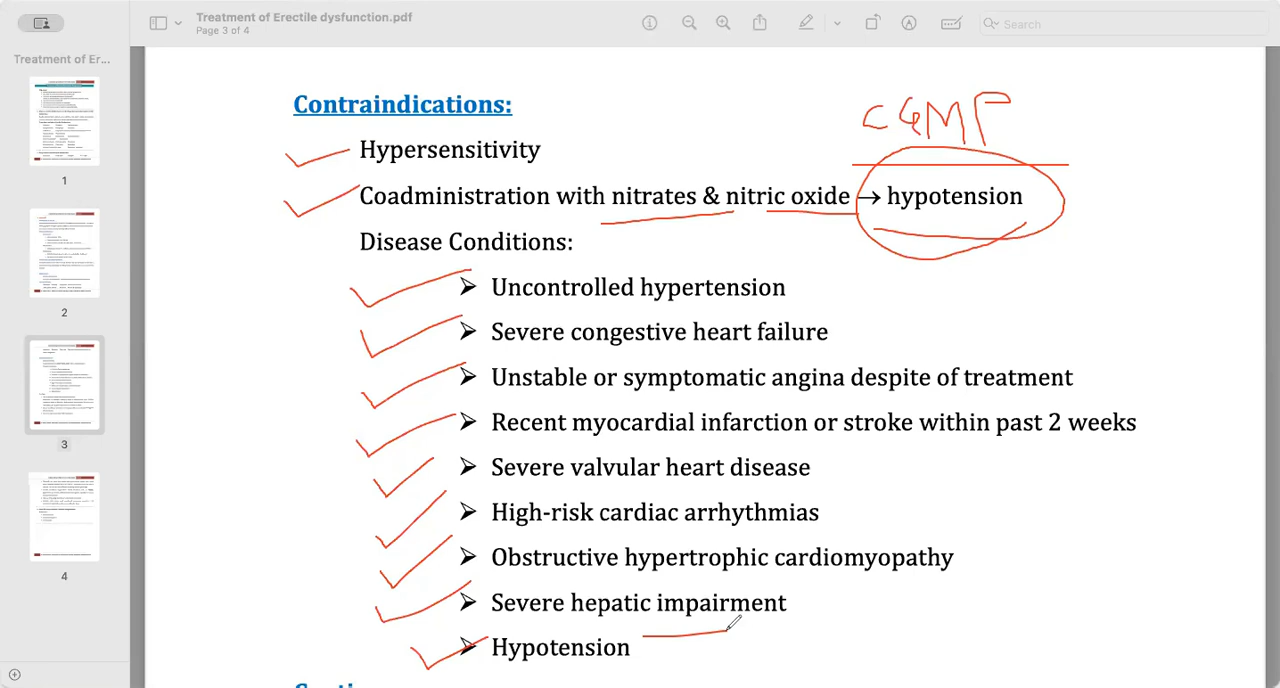 Treatment of Erectile dysfunction.pdf
Page 3 of 4
Search
Treatment of Er...
1
2
3
4
Contraindications:
CGMP
Hypersensitivity
Coadministration with nitrates & nitric oxide → hypotension
Disease Conditions:
➤ Uncontrolled hypertension
➤ Severe congestive heart failure
➤ Unstable or symptomatic angina despite of treatment
➤ Recent myocardial infarction or stroke within past 2 weeks
➤ Severe valvular heart disease
➤ High-risk cardiac arrhythmias
➤ Obstructive hypertrophic cardiomyopathy
➤ Severe hepatic impairment
➤ Hypotension